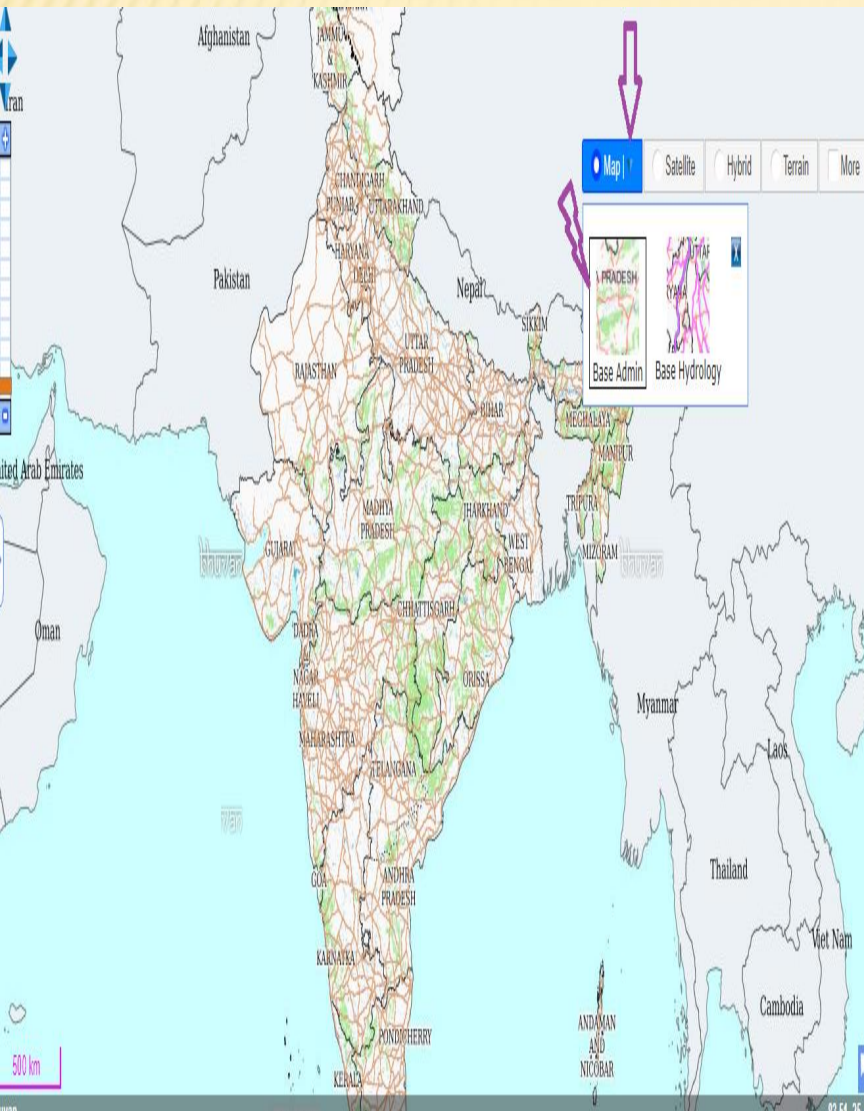 Afghanistan
JAMMU
&
KASHMIR
Iran
Map |
Satellite
Hybrid
Terrain
More
CHANDIGARH
PUNJAB
UTTARAKHAND
HARYANA
Pakistan
Nepal
PRADESH
Base Admin
Base Hydrology
SIKKIM
UTTAR
PRADESH
RAJASTHAN
BIHAR
MEGHALAYA
MANIPUR
United Arab Emirates
MADHYA
PRADESH
JHARKHAND
TRIPURA
WEST
BENGAL
MIZORAM
GUJARAT
bhuvan
bhuvan
CHHATTISGARH
Oman
DADRA
&
NAGAR
HAVELI
ORISSA
Myanmar
MAHARASHTRA
Laos
TELANGANA
Thailand
GOA
ANDHRA
PRADESH
Viet Nam
KARNATKA
Cambodia
ANDAMAN
AND
NICOBAR
PONDICHERRY
500 km
KERALA